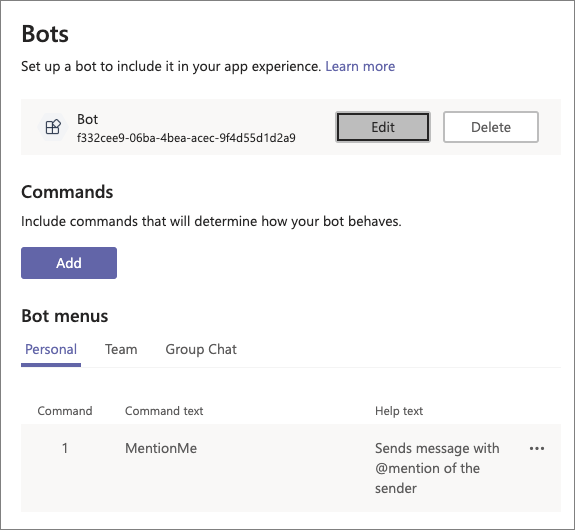 Bots
Set up a bot to include it in your app experience. Learn more
Bot
f332cee9-06ba-4bea-acec-9f4d55d1d2a9
Edit
Delete
Commands
Include commands that will determine how your bot behaves.
Add
Bot menus
Personal Team Group Chat
Command Command text Help text
1 MentionMe Sends message with
@mention of the
sender